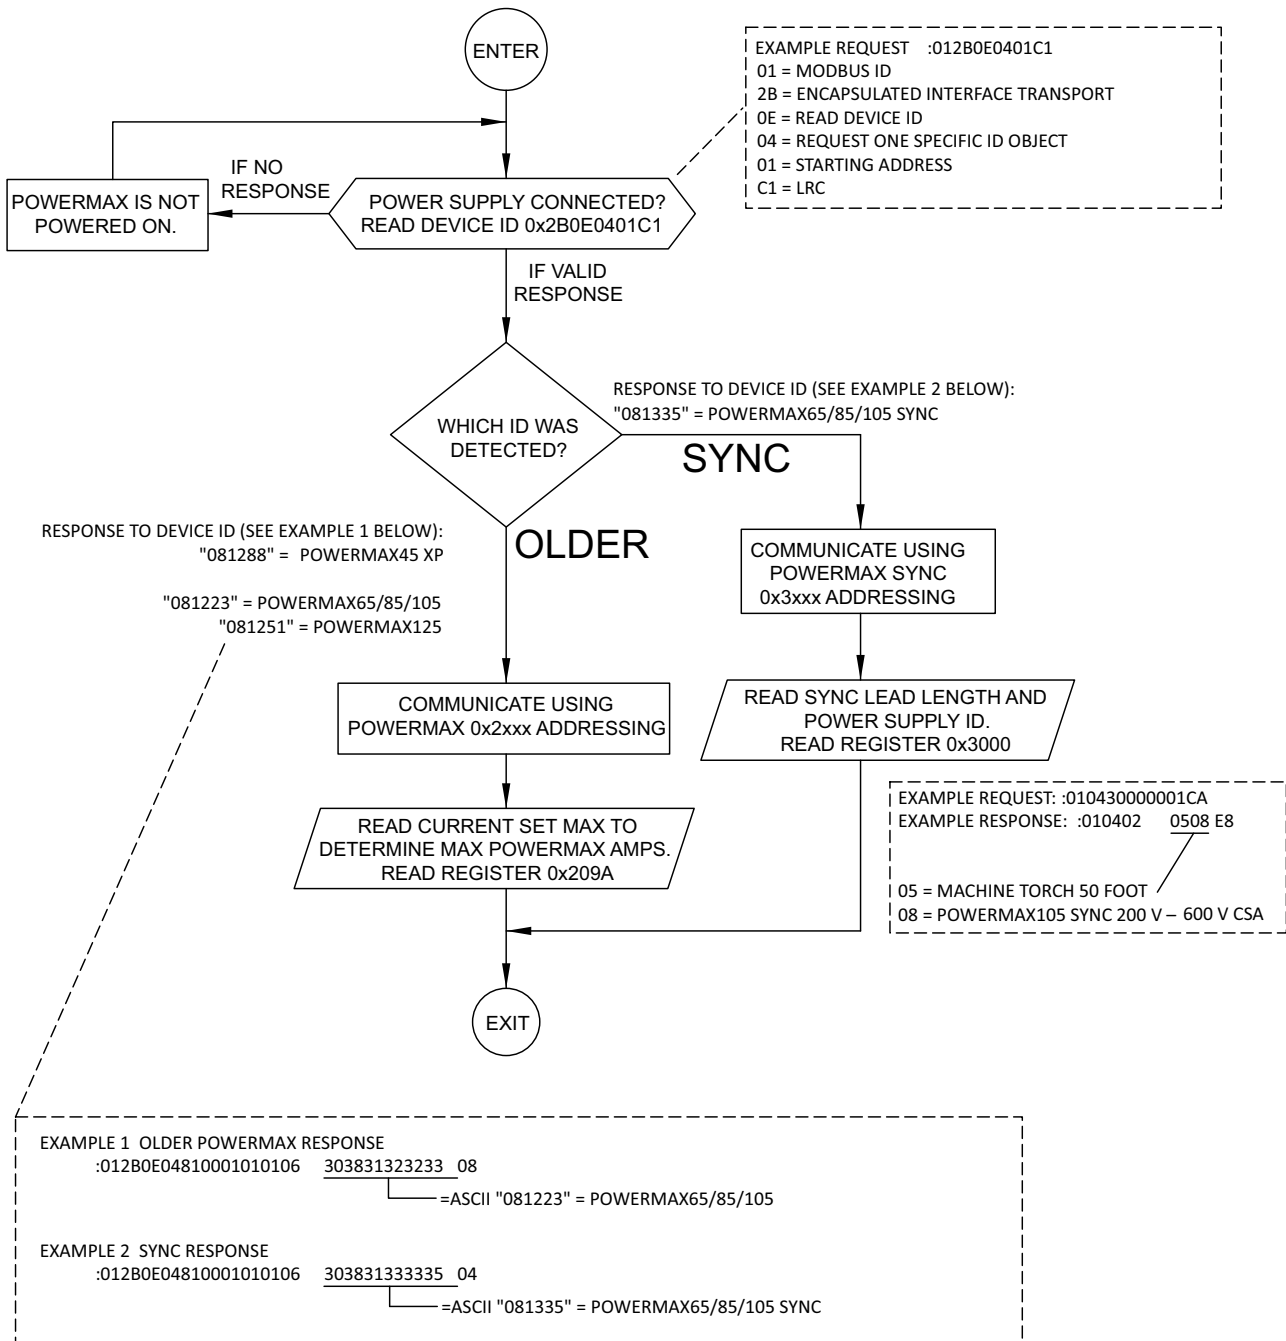 ENTER
EXAMPLE REQUEST :012B0E0401C1
01 = MODBUS ID
2B = ENCAPSULATED INTERFACE TRANSPORT
0E = READ DEVICE ID
04 = REQUEST ONE SPECIFIC ID OBJECT
01 = STARTING ADDRESS
C1 = LRC
IF NO
RESPONSE
POWERMAX IS NOT
POWERED ON.
POWER SUPPLY CONNECTED?
READ DEVICE ID 0x2B0E0401C1
IF VALID
RESPONSE
WHICH ID WAS
DETECTED?
RESPONSE TO DEVICE ID (SEE EXAMPLE 2 BELOW):
"081335" = POWERMAX65/85/105 SYNC
SYNC
RESPONSE TO DEVICE ID (SEE EXAMPLE 1 BELOW):
"081288" = POWERMAX45 XP
"081223" = POWERMAX65/85/105
"081251" = POWERMAX125
OLDER
COMMUNICATE USING
POWERMAX SYNC
0x3xxx ADDRESSING
COMMUNICATE USING
POWERMAX 0x2xxx ADDRESSING
READ SYNC LEAD LENGTH AND
POWER SUPPLY ID.
READ REGISTER 0x3000
READ CURRENT SET MAX TO
DETERMINE MAX POWERMAX AMPS.
READ REGISTER 0x209A
EXAMPLE REQUEST: :010430000001CA
EXAMPLE RESPONSE: :010402 0508 E8
05 = MACHINE TORCH 50 FOOT
08 = POWERMAX105 SYNC 200 V – 600 V CSA
EXIT
EXAMPLE 1 OLDER POWERMAX RESPONSE
:012B0E04810001010106 303831323233 08
=ASCII "081223" = POWERMAX65/85/105
EXAMPLE 2 SYNC RESPONSE
:012B0E04810001010106 303831333335 04
=ASCII "081335" = POWERMAX65/85/105 SYNC